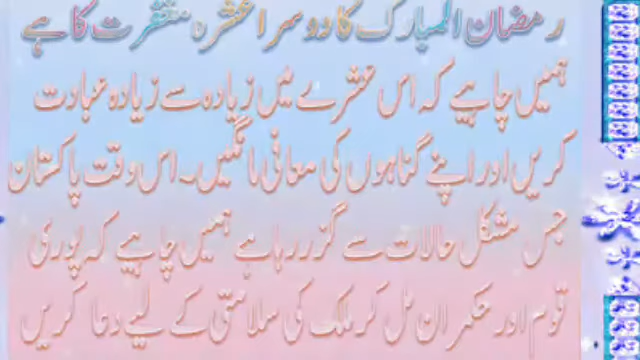 رمضان المبارک کا دوسرا عشرہ مغفرت کا ہے
ہمیں چاہیے کہ اس عشرے میں زیادہ سے زیادہ عبادت
کریں اور اپنے گناہوں کی معافی مانگیں۔ اس وقت پاکستان
جس مشکل حالات سے گزر رہا ہے ہمیں چاہیے کہ پوری
قوم اور حکمران مل کر ملک کی سلامتی کے لیے دعا کریں